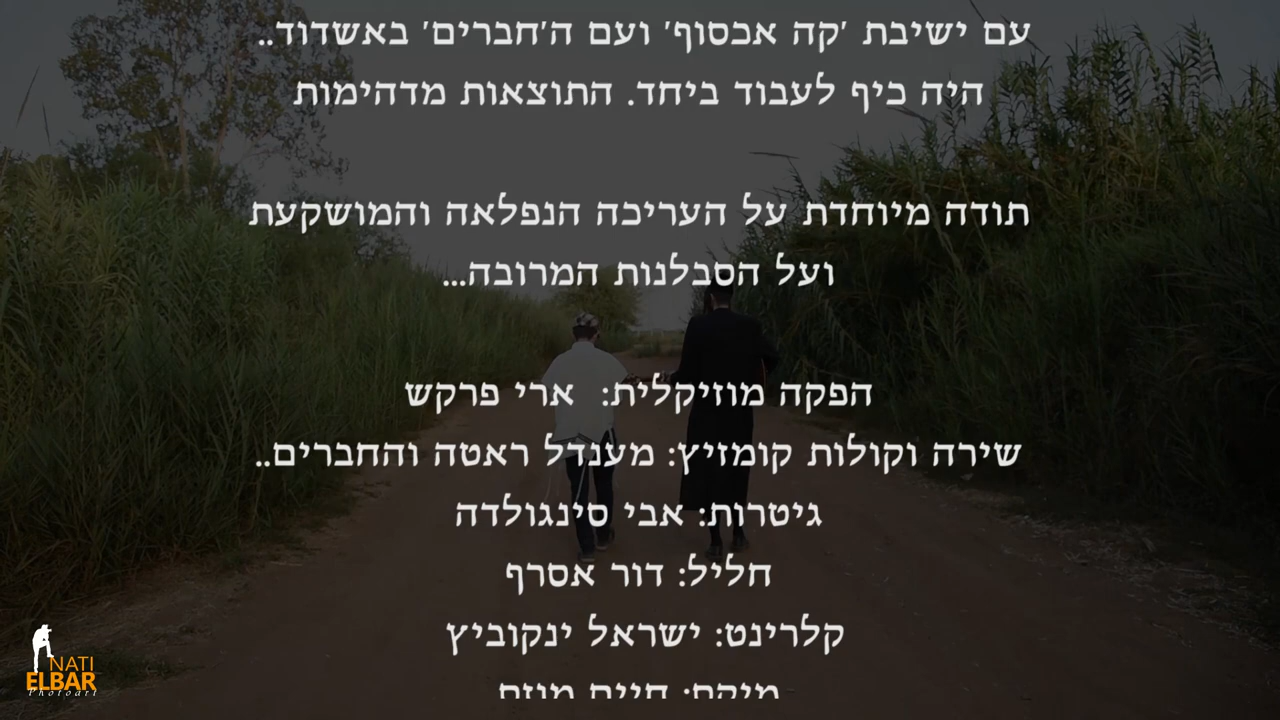 עם ישיבת 'קה אכסוף' ועם ה'חברים' באשדוד..
היה כיף לעבוד ביחד. התוצאות מדהימות
תודה מיוחדת על העריכה הנפלאה והמושקעת
ועל הסבלנות המרובה...
הפקה מוזיקלית: ארי פרקש
שירה וקולות קומזיץ: מענדל ראטה והחברים..
גיטרות: אבי סינגולדה
חליל: דור אסרף
קלרינט: ישראל ינקוביץ
NATI
ELBAR
Photoart